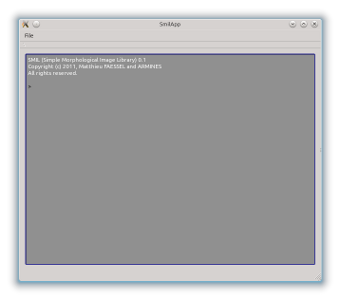 SmilApp
File
SMIL (Simple Morphological Image Library) 0.1
Copyright (c) 2011, Matthieu FAESSEL and ARMINES
All rights reserved.